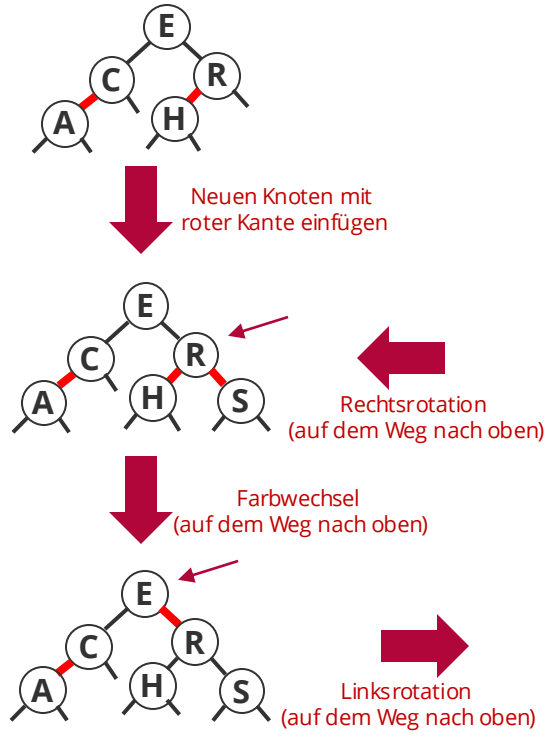 E
C
R
A
H
Neuen Knoten mit
roter Kante einfügen
E
C
R
A
H
S
Rechtsrotation
(auf dem Weg nach oben)
Farbwechsel
(auf dem Weg nach oben)
E
C
R
A
H
S
Linksrotation
(auf dem Weg nach oben)